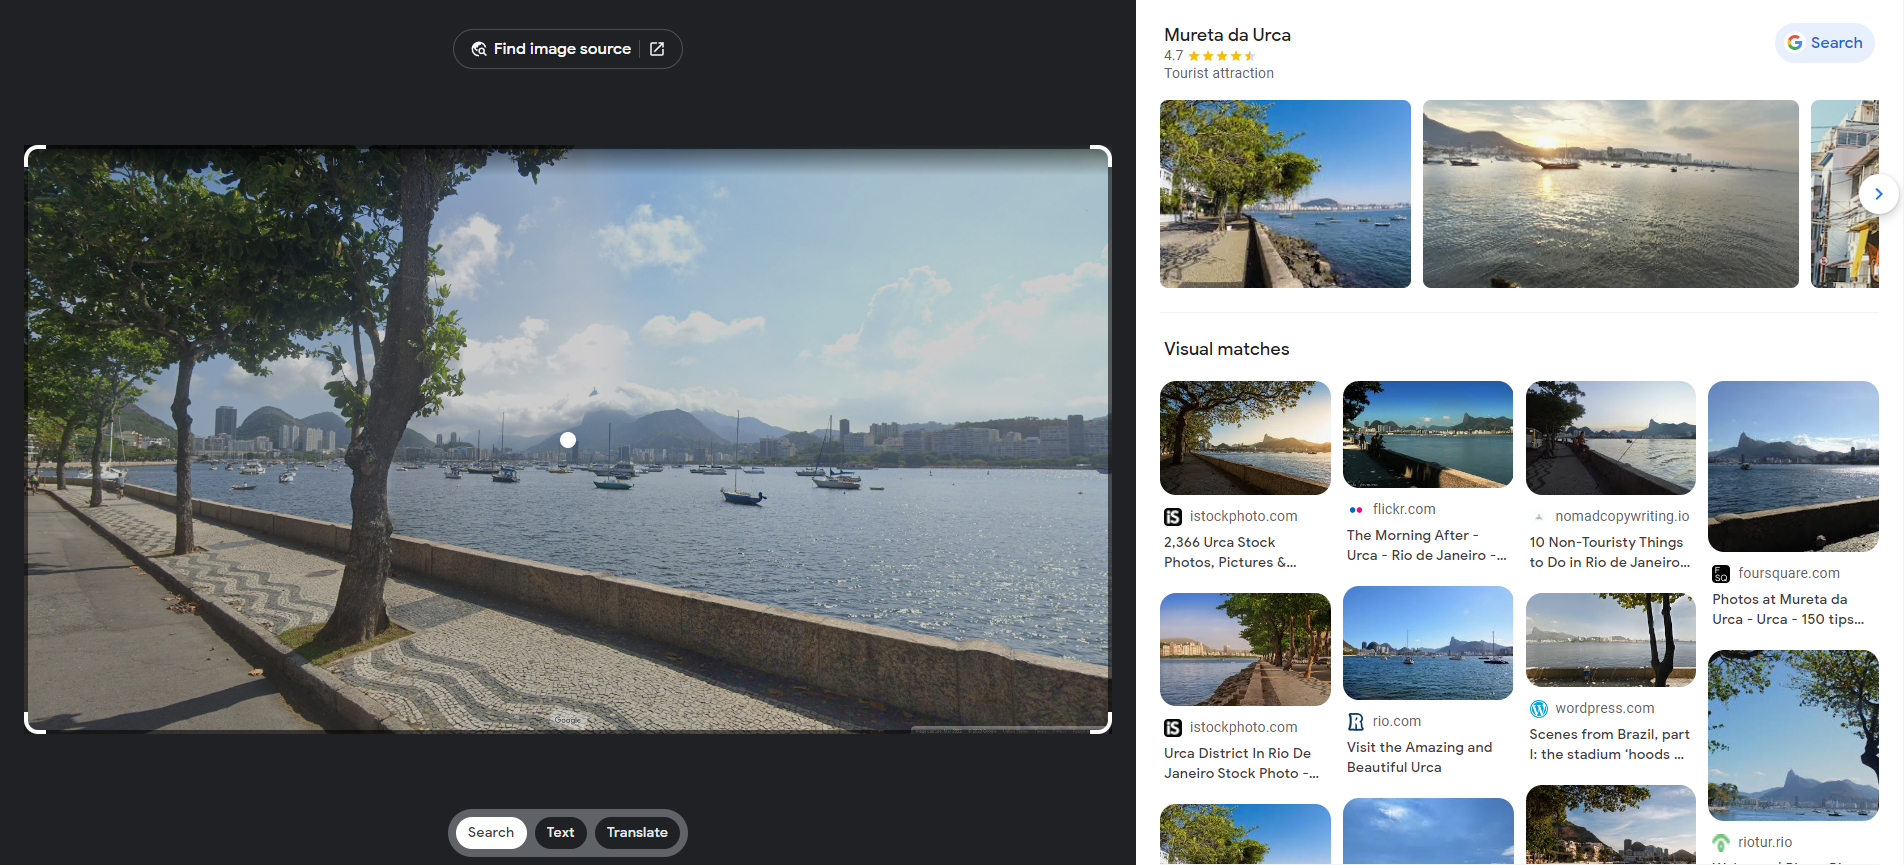 Find image source
Mureta da Urca
4.7
Tourist attraction
Search
Visual matches
istockphoto.com
2,366 Urca Stock
Photos, Pictures &...
flickr.com
The Morning After -
Urca - Rio de Janeiro -...
nomadcopywriting.io
10 Non-Touristy Things
to Do in Rio de Janeiro...
foursquare.com
Photos at Mureta da
Urca - Urca - 150 tips...
istockphoto.com
Urca District In Rio De
Janeiro Stock Photo -...
rio.com
Visit the Amazing and
Beautiful Urca
wordpress.com
Scenes from Brazil, part
I: the stadium ‘hoods ...
riotur.rio
Google
Search
Text
Translate